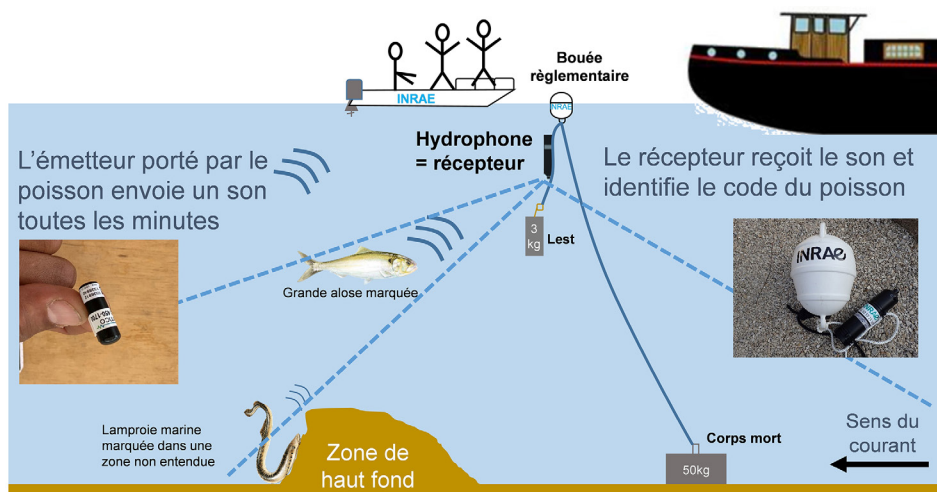 INRAE
Bouée
règlementaire
INRAE
Hydrophone
= récepteur
L'émetteur porté par le
poisson envoie un son
toutes les minutes
Le récepteur reçoit le son et
identifie le code du poisson
3
kg
Lest
INRAE
Grande alose marquée
Lamproie marine
marquée dans une
zone non entendue
Zone de
haut fond
Corps mort
50kg
Sens du
courant